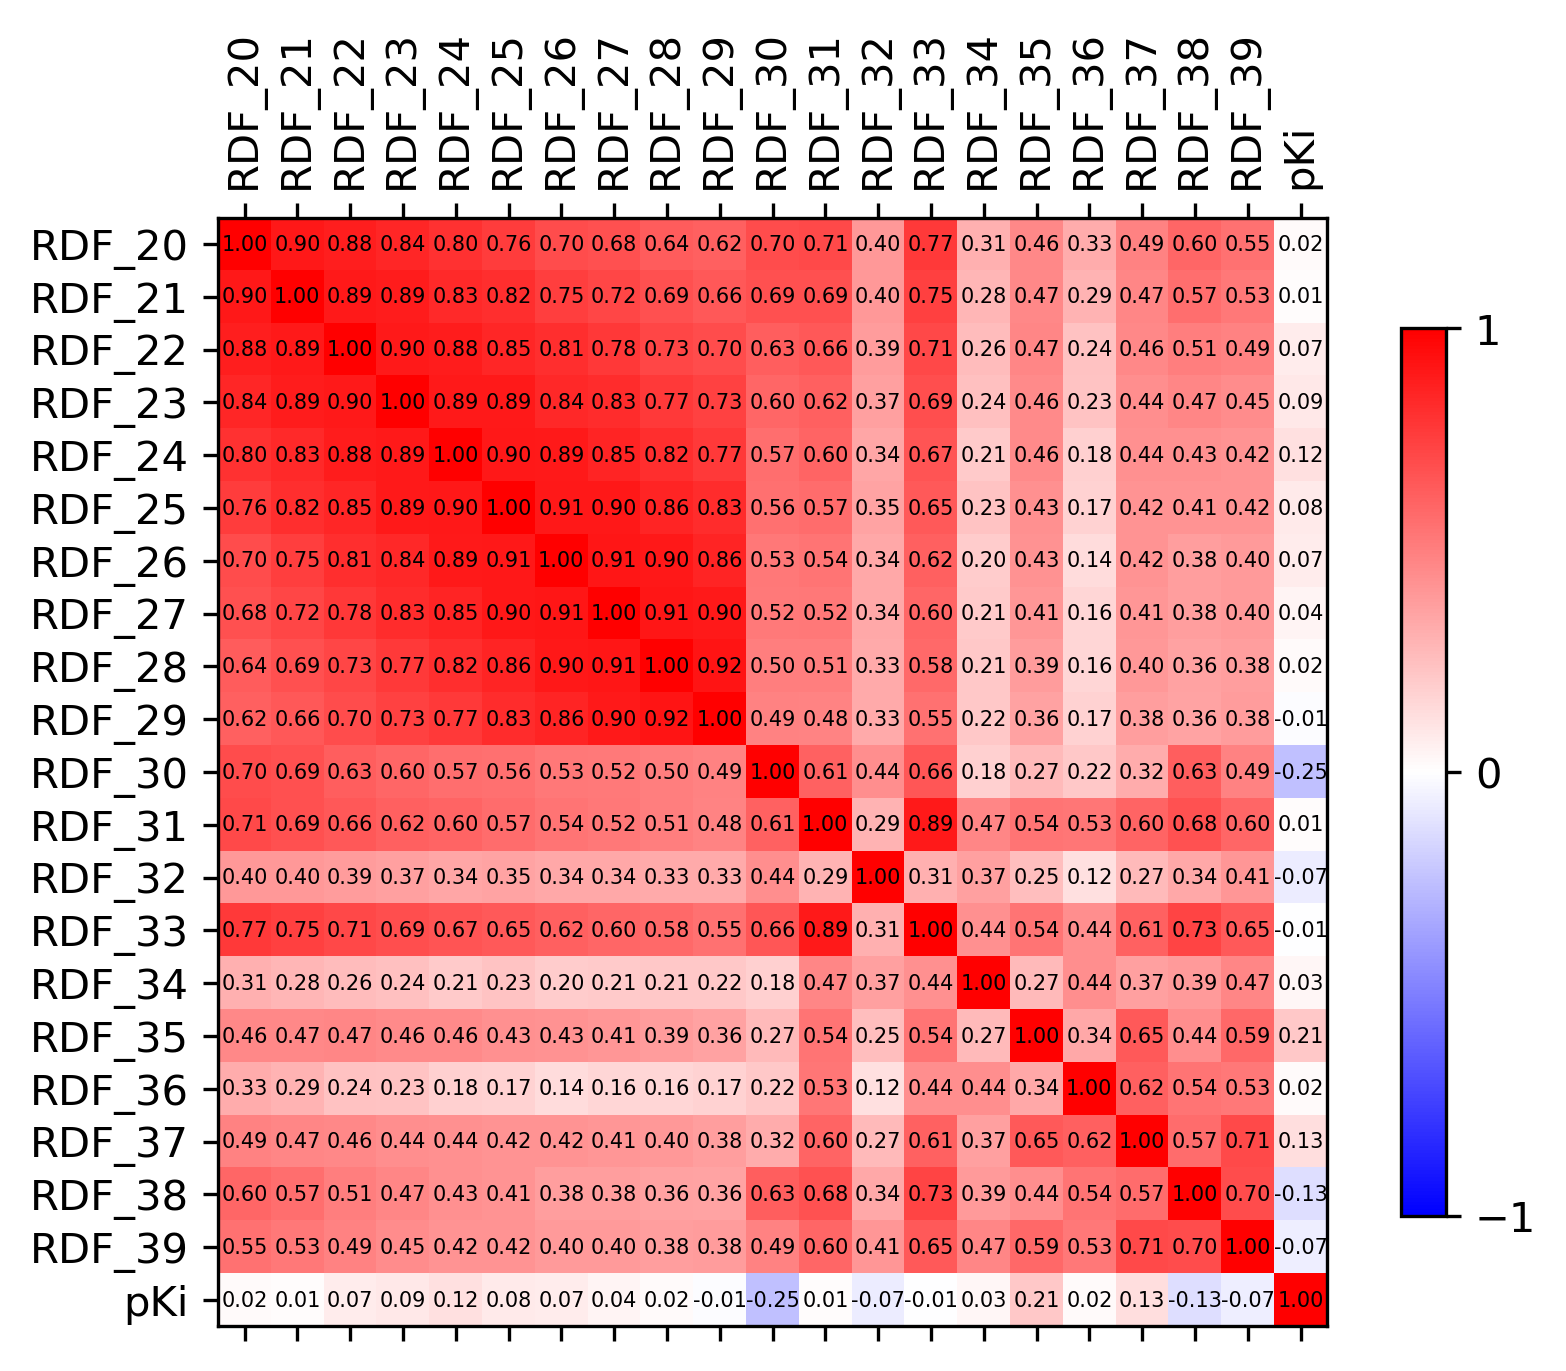 RDF_20 RDF_21 RDF_22 RDF_23 RDF_24 RDF_25 RDF_26 RDF_27 RDF_28 RDF_29 RDF_30 RDF_31 RDF_32 RDF_33 RDF_34 RDF_35 RDF_36 RDF_37 RDF_38 RDF_39 pKi
RDF_20 1.00 0.90 0.88 0.84 0.80 0.76 0.70 0.68 0.64 0.62 0.70 0.71 0.40 0.77 0.31 0.46 0.33 0.49 0.60 0.55 0.02
RDF_21 0.90 1.00 0.89 0.89 0.83 0.82 0.75 0.72 0.69 0.66 0.69 0.69 0.40 0.75 0.28 0.47 0.29 0.47 0.57 0.53 0.01
RDF_22 0.88 0.89 1.00 0.90 0.88 0.85 0.81 0.78 0.73 0.70 0.63 0.66 0.39 0.71 0.26 0.47 0.24 0.46 0.51 0.49 0.07
RDF_23 0.84 0.89 0.90 1.00 0.89 0.89 0.84 0.83 0.77 0.73 0.60 0.62 0.37 0.69 0.24 0.46 0.23 0.44 0.47 0.45 0.09
RDF_24 0.80 0.83 0.88 0.89 1.00 0.90 0.89 0.85 0.82 0.77 0.57 0.60 0.34 0.67 0.21 0.46 0.18 0.44 0.43 0.42 0.12
RDF_25 0.76 0.82 0.85 0.89 0.90 1.00 0.91 0.90 0.86 0.83 0.56 0.57 0.35 0.65 0.23 0.43 0.17 0.42 0.41 0.42 0.08
RDF_26 0.70 0.75 0.81 0.84 0.89 0.91 1.00 0.91 0.90 0.86 0.53 0.54 0.34 0.62 0.20 0.43 0.14 0.42 0.38 0.40 0.07
RDF_27 0.68 0.72 0.78 0.83 0.85 0.90 0.91 1.00 0.91 0.90 0.52 0.52 0.34 0.60 0.21 0.41 0.16 0.41 0.38 0.40 0.04
RDF_28 0.64 0.69 0.73 0.77 0.82 0.86 0.90 0.91 1.00 0.92 0.50 0.51 0.33 0.58 0.21 0.39 0.16 0.40 0.36 0.38 0.02
RDF_29 0.62 0.66 0.70 0.73 0.77 0.83 0.86 0.90 0.92 1.00 0.49 0.48 0.33 0.55 0.22 0.36 0.17 0.38 0.36 0.38 -0.01
RDF_30 0.70 0.69 0.63 0.60 0.57 0.56 0.53 0.52 0.50 0.49 1.00 0.61 0.44 0.66 0.18 0.27 0.22 0.32 0.63 0.49 -0.25
RDF_31 0.71 0.69 0.66 0.62 0.60 0.57 0.54 0.52 0.51 0.48 0.61 1.00 0.29 0.89 0.47 0.54 0.53 0.60 0.68 0.60 0.01
RDF_32 0.40 0.40 0.39 0.37 0.34 0.35 0.34 0.34 0.33 0.33 0.44 0.29 1.00 0.31 0.37 0.25 0.12 0.27 0.34 0.41 -0.07
RDF_33 0.77 0.75 0.71 0.69 0.67 0.65 0.62 0.60 0.58 0.55 0.66 0.89 0.31 1.00 0.44 0.54 0.44 0.61 0.73 0.65 -0.01
RDF_34 0.31 0.28 0.26 0.24 0.21 0.23 0.20 0.21 0.21 0.22 0.18 0.47 0.37 0.44 1.00 0.27 0.44 0.37 0.39 0.47 0.03
RDF_35 0.46 0.47 0.47 0.46 0.46 0.43 0.43 0.41 0.39 0.36 0.27 0.54 0.25 0.54 0.27 1.00 0.34 0.65 0.44 0.59 0.21
RDF_36 0.33 0.29 0.24 0.23 0.18 0.17 0.14 0.16 0.16 0.17 0.22 0.53 0.12 0.44 0.44 0.34 1.00 0.62 0.54 0.53 0.02
RDF_37 0.49 0.47 0.46 0.44 0.44 0.42 0.42 0.41 0.40 0.38 0.32 0.60 0.27 0.61 0.37 0.65 0.62 1.00 0.57 0.71 0.13
RDF_38 0.60 0.57 0.51 0.47 0.43 0.41 0.38 0.38 0.36 0.36 0.63 0.68 0.34 0.73 0.39 0.44 0.54 0.57 1.00 0.70 -0.13
RDF_39 0.55 0.53 0.49 0.45 0.42 0.42 0.40 0.40 0.38 0.38 0.49 0.60 0.41 0.65 0.47 0.59 0.53 0.71 0.70 1.00 -0.07
pKi 0.02 0.01 0.07 0.09 0.12 0.08 0.07 0.04 0.02 -0.01 -0.25 0.01 -0.07 -0.01 0.03 0.21 0.02 0.13 -0.13 -0.07 1.00
1
0
−1